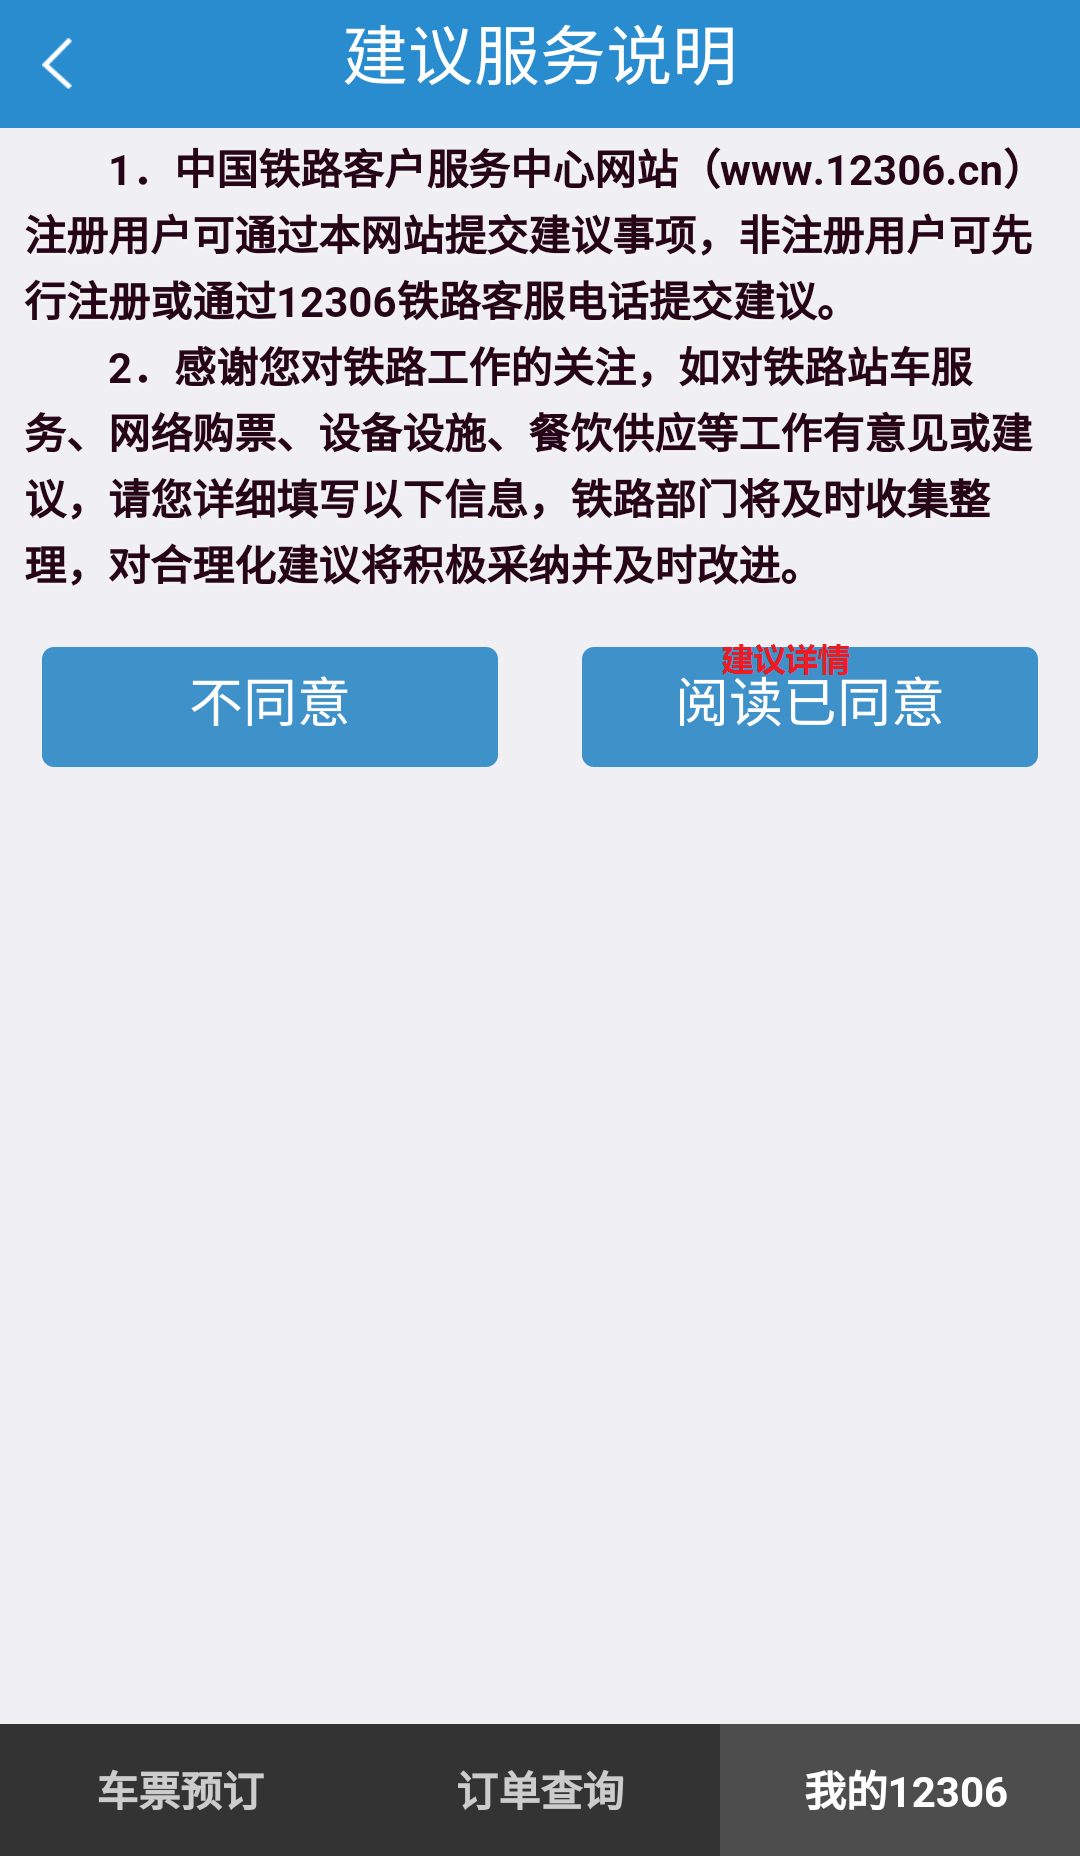 建议服务说明
1．中国铁路客户服务中心网站（www.12306.cn）
注册用户可通过本网站提交建议事项，非注册用户可先
行注册或通过12306铁路客服电话提交建议。
2．感谢您对铁路工作的关注，如对铁路站车服
务、网络购票、设备设施、餐饮供应等工作有意见或建
议，请您详细填写以下信息，铁路部门将及时收集整
理，对合理化建议将积极采纳并及时改进。
建议详情
不同意
阅读已同意
车票预订
订单查询
我的12306